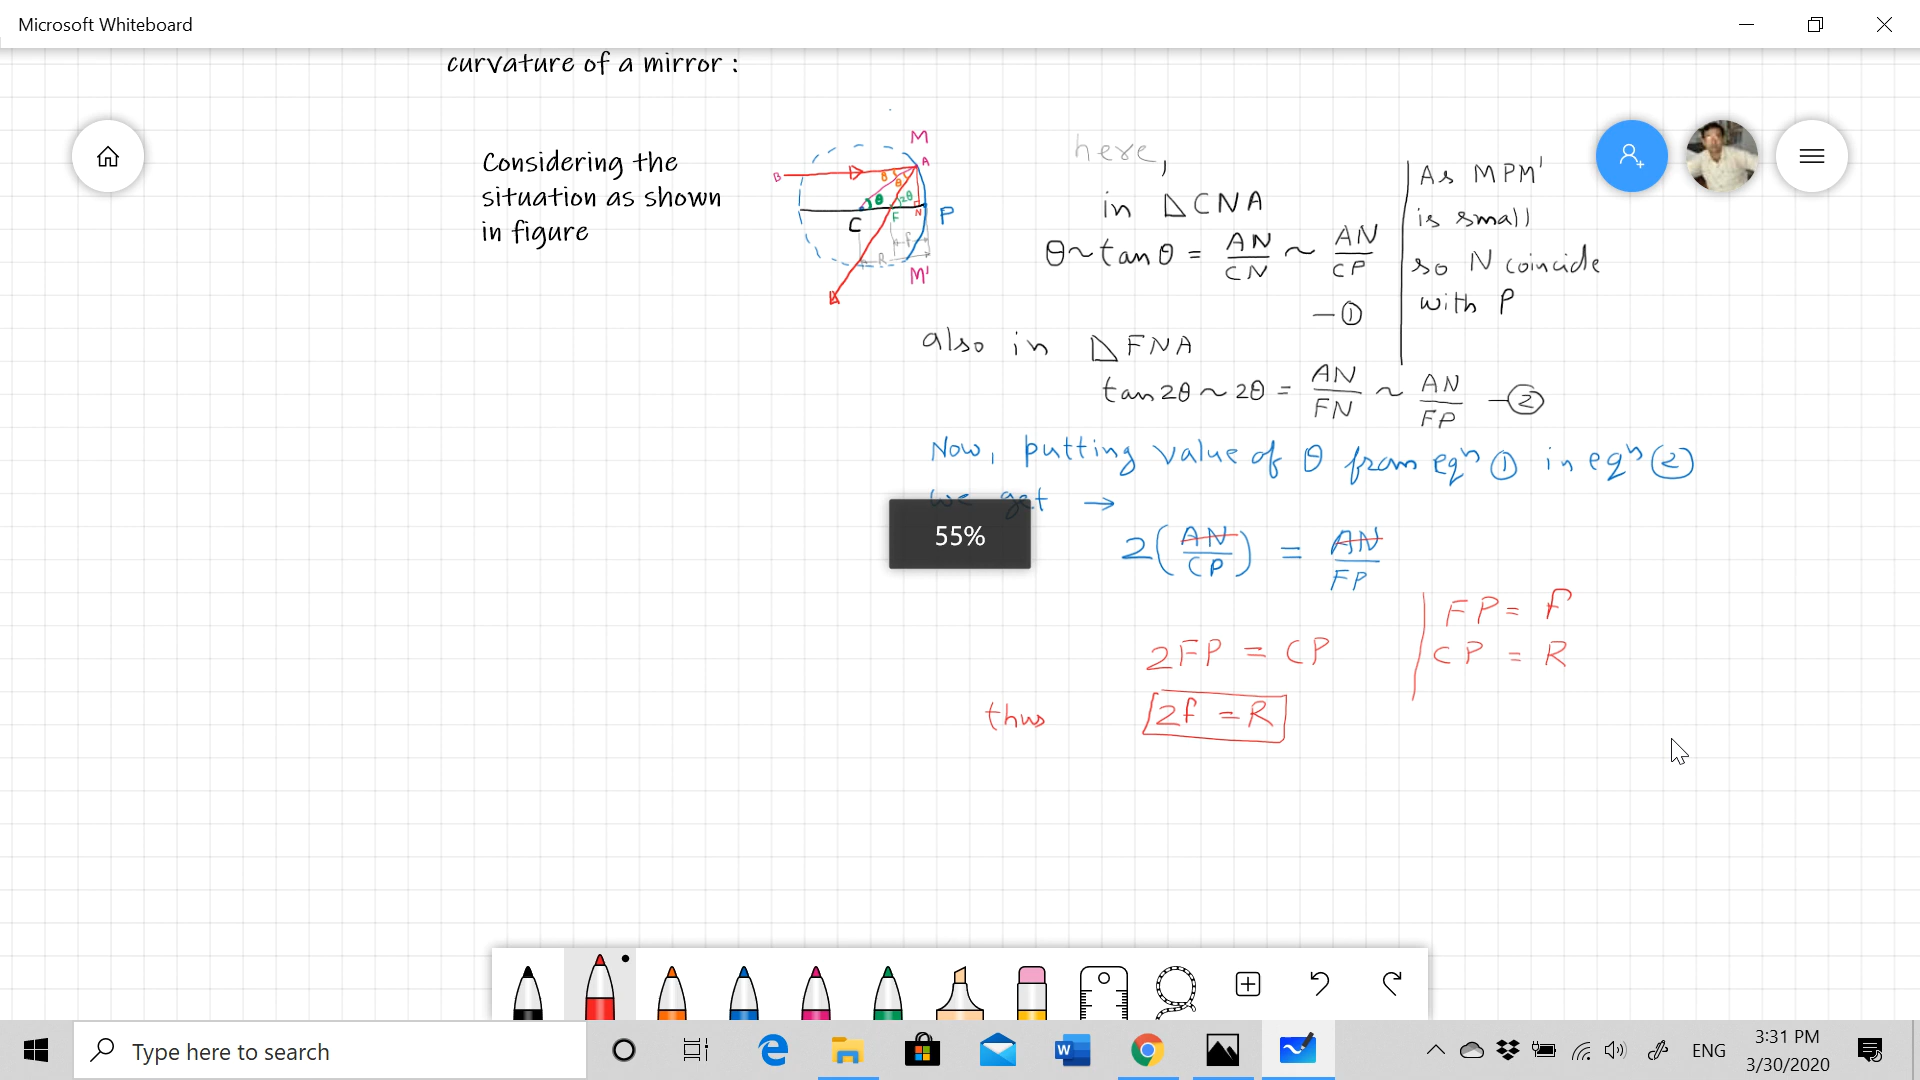 Microsoft Whiteboard
curvature of a mirror :
Considering the
situation as shown
in figure
M
A
B
θ
θ
θ
2θ
C
F
N
P
f
R
M'
here,
in △CNA
θ~tanθ = AN/CN ~ AN/CP
—①
As MPM'
is small
so N coincide
with P
also in △FNA
tan2θ ~ 2θ = AN/FN ~ AN/FP —②
Now, putting value of θ from eqⁿ ① in eqⁿ ②
we get →
55%
2(AN/CP) = AN/FP
2FP = CP
FP = f
CP = R
thus 2f = R
Type here to search
ENG
3:31 PM
3/30/2020